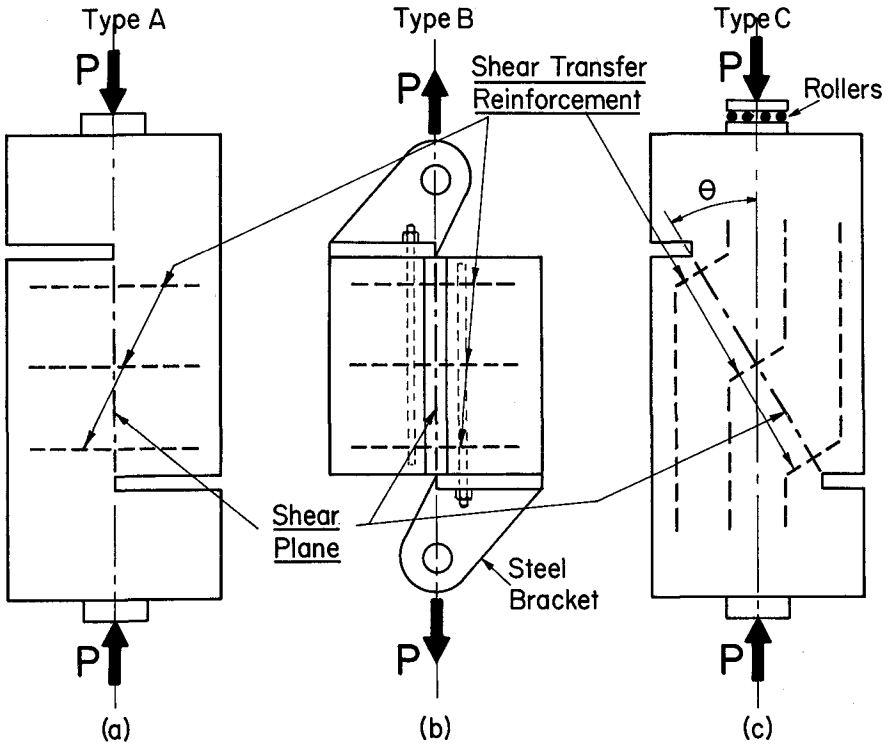 Type A
Type B
Type C
P
P
P
Shear Transfer
Reinforcement
Rollers
θ
Shear
Plane
Steel
Bracket
P
P
P
(a)
(b)
(c)